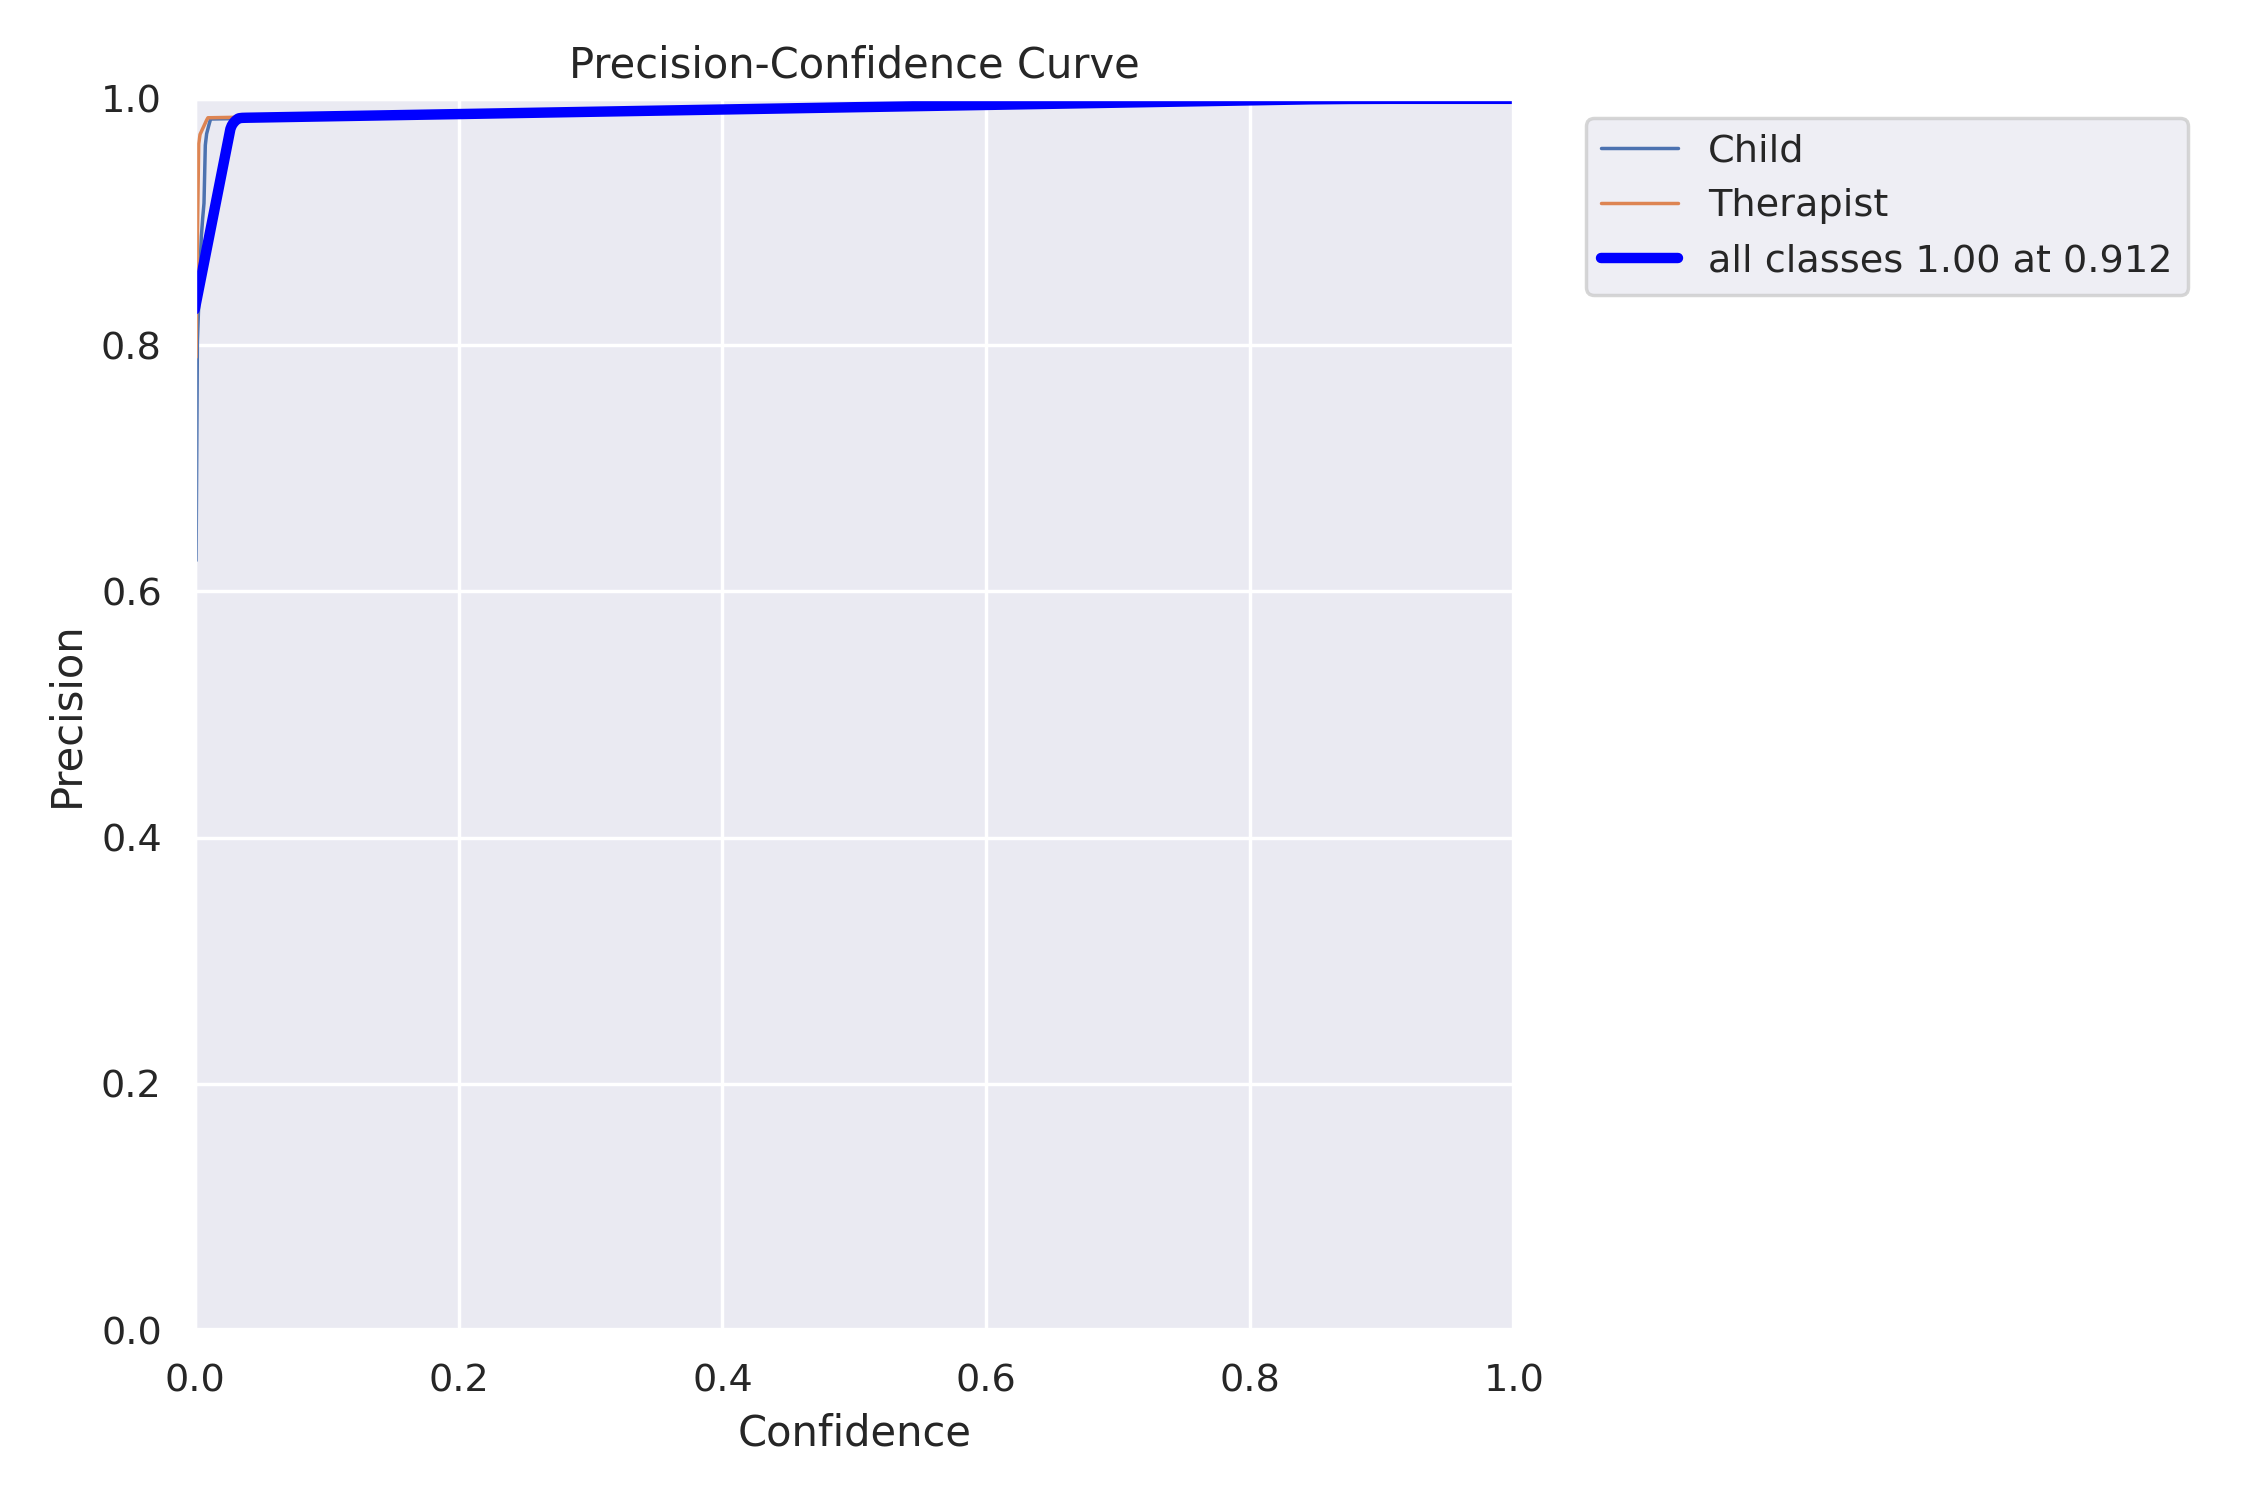 Precision-Confidence Curve
1.0
0.8
0.6
0.4
0.2
0.0
Precision
0.0 0.2 0.4 0.6 0.8 1.0
Confidence
Child
Therapist
all classes 1.00 at 0.912